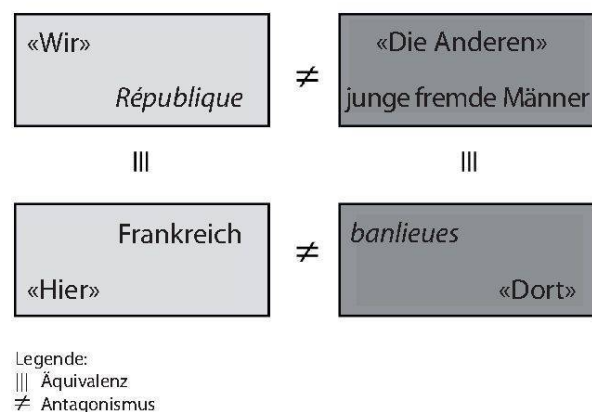 «Wir»
République
≠
«Die Anderen»
junge fremde Männer
|||
|||
Frankreich
«Hier»
≠
banlieues
«Dort»
Legende:
||| Äquivalenz
≠ Antagonismus